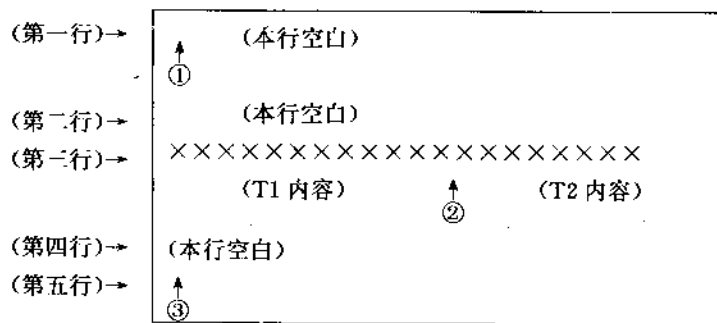 (第一行)→ (本行空白)
①
(第二行)→ (本行空白)
(第三行)→ ××××××××××××××××××××
(T1 内容) ② (T2 内容)
(第四行)→ (本行空白)
(第五行)→
③